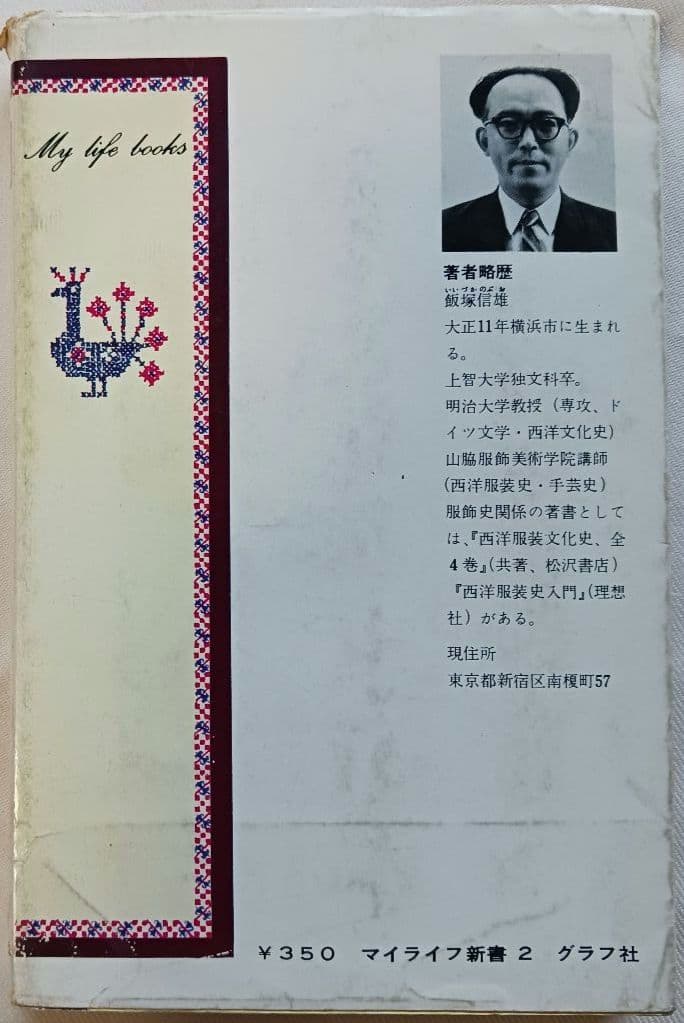 My life books
著者略歴
いいづかのぶお
飯塚信雄
大正11年横浜市に生まれ
る。
上智大学独文科卒。
明治大学教授（専攻、ド
イツ文学・西洋文化史）
山脇服飾美術学院講師
(西洋服装史・手芸史)
服飾史関係の著書として
は、『西洋服装文化史、全
4巻』(共著、松沢書店)
『西洋服装史入門』(理想
社）がある。
現住所
東京都新宿区南榎町57
￥350 マイライフ新書 2 グラフ社